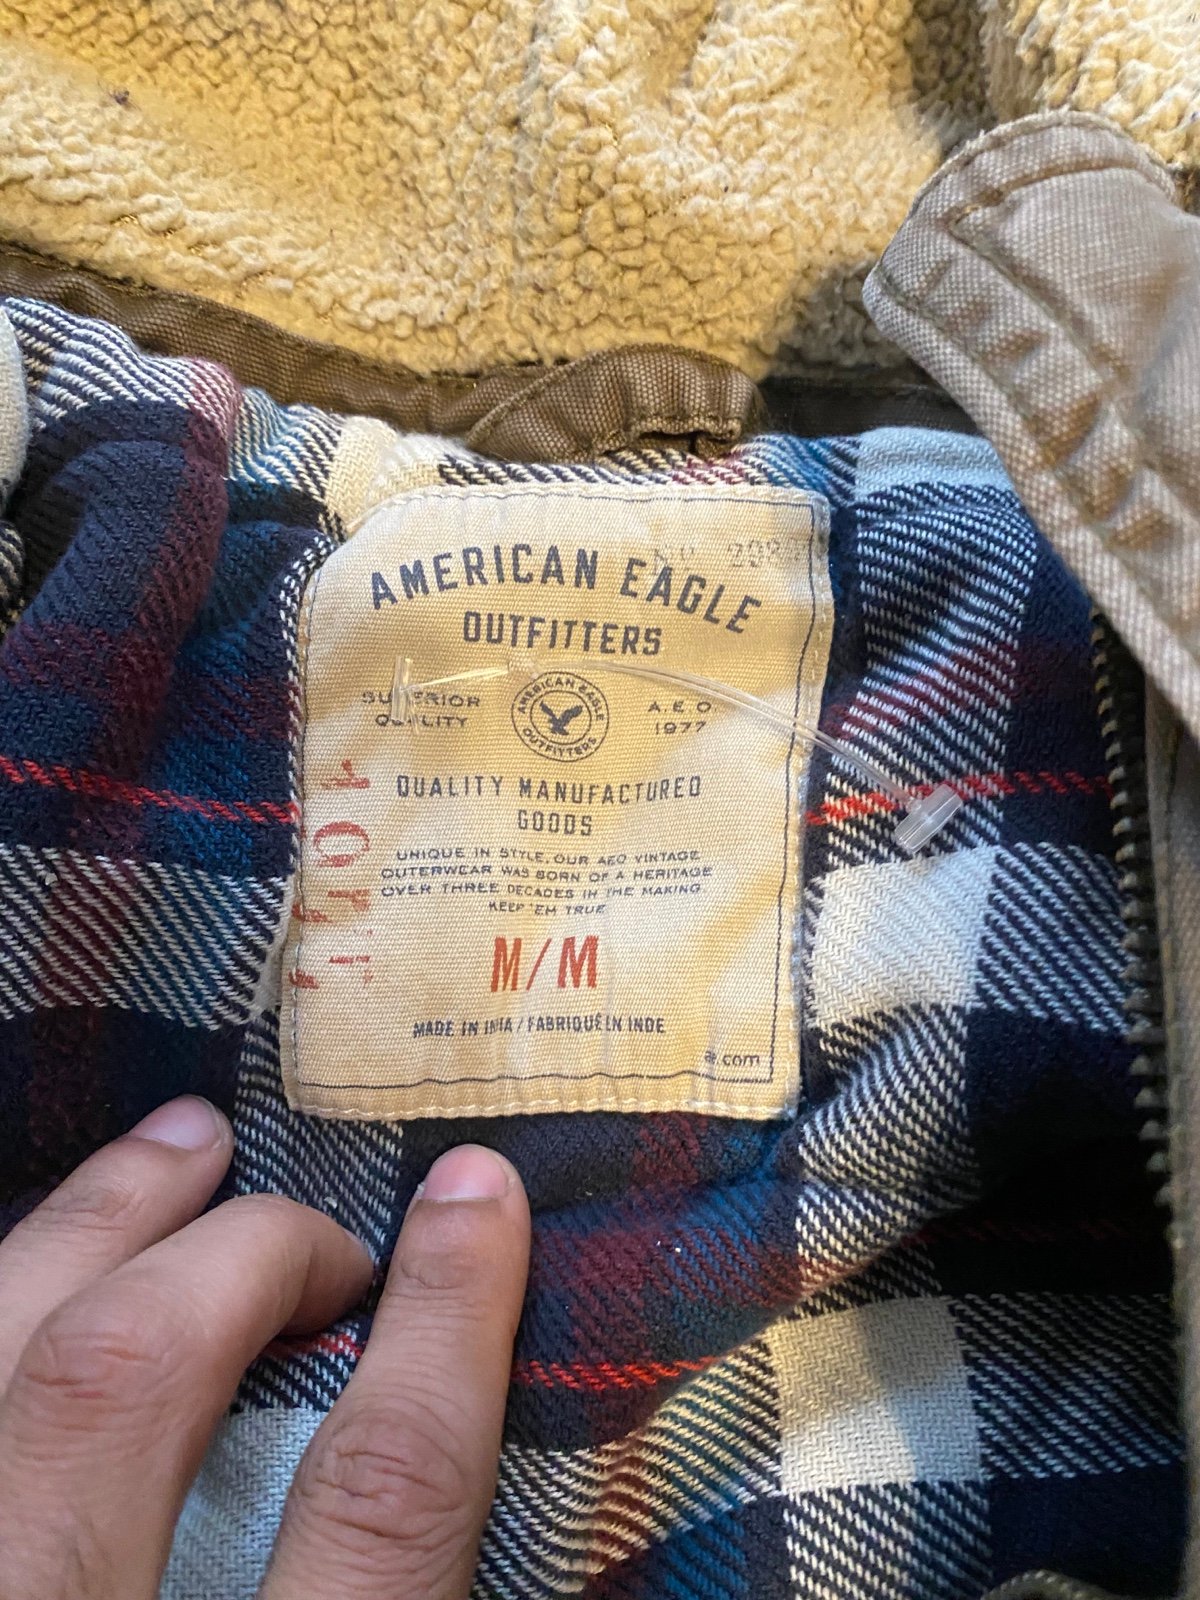 AMERICAN EAGLE
OUTFITTERS
SUPERIOR
QUALITY
AMERICAN EAGLE
OUTFITTERS
A.E.O.
1977
QUALITY MANUFACTURED
GOODS
UNIQUE IN STYLE, OUR AEO VINTAGE
OUTERWEAR WAS BORN OF A HERITAGE
OVER THREE DECADES IN THE MAKING
KEEP 'EM TRUE
M/M
MADE IN INDIA / FABRIQUÉ EN INDE
ae.com